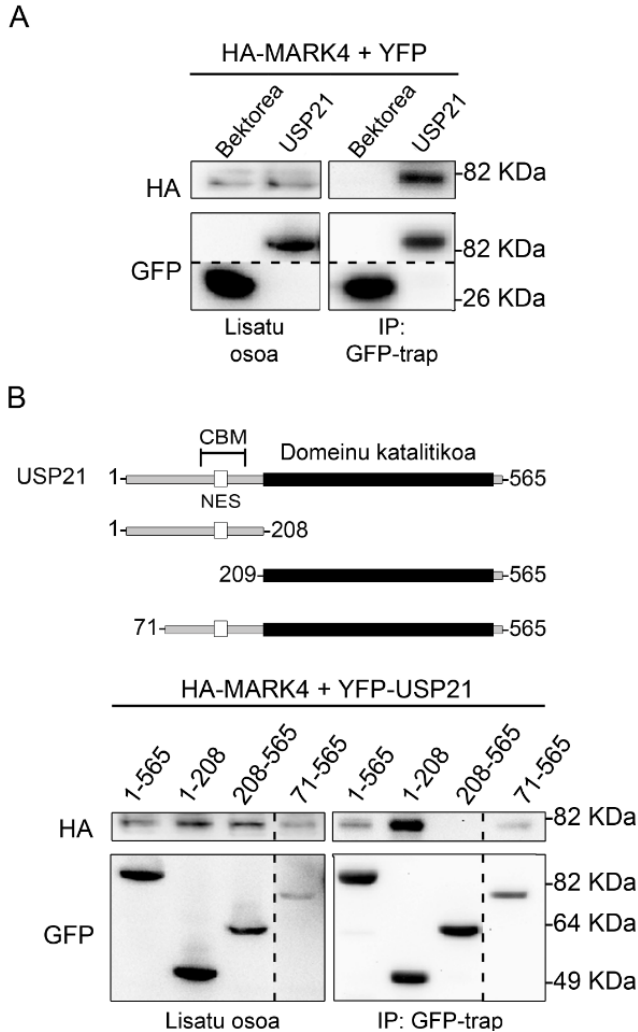 A
HA-MARK4 + YFP
Bektorea USP21 Bektorea USP21
HA -82 KDa
-82 KDa
GFP
-26 KDa
Lisatu osoa IP: GFP-trap
B
CBM
Domeinu katalitikoa
USP21 1- -565
NES
1- -208
209- -565
71- -565
HA-MARK4 + YFP-USP21
1-565 1-208 208-565 71-565 1-565 1-208 208-565 71-565
HA -82 KDa
-82 KDa
GFP -64 KDa
-49 KDa
Lisatu osoa IP: GFP-trap